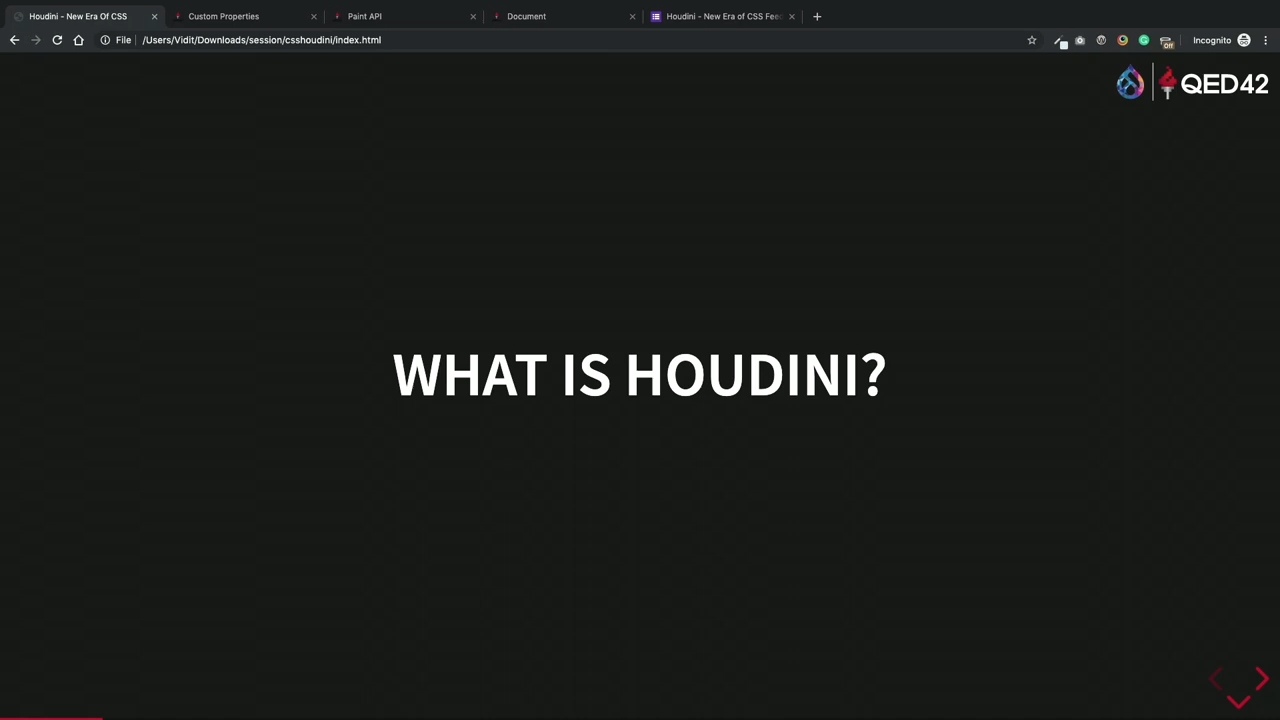 Houdini - New Era Of CSS
Custom Properties
Paint API
Document
Houdini - New Era of CSS Fee
File
/Users/Vidit/Downloads/session/csshoudini/index.html
Off
Incognito
QED42
WHAT IS HOUDINI?